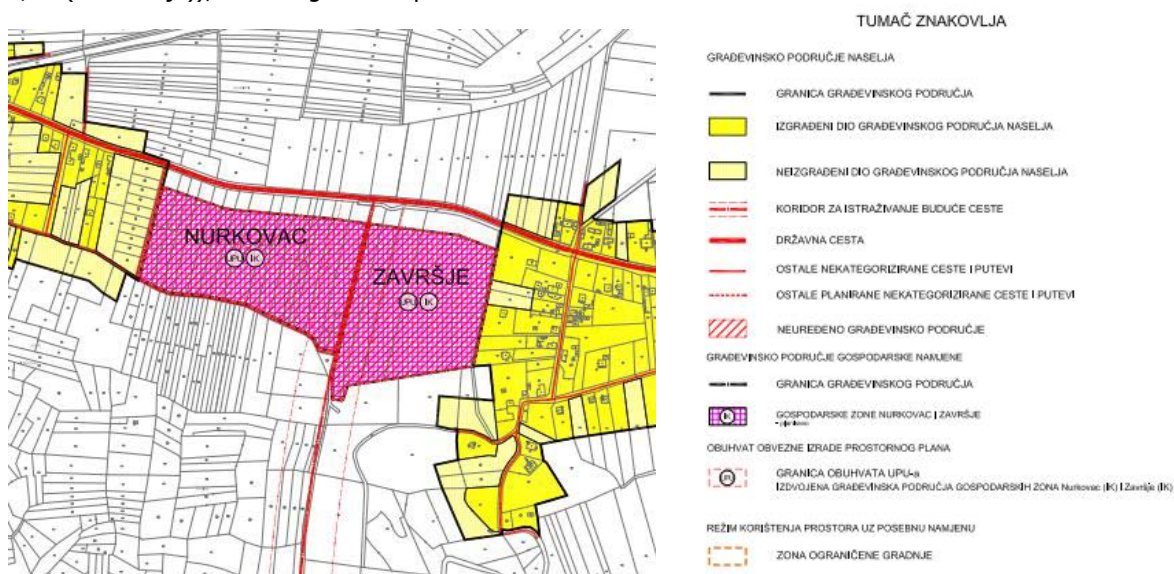 TUMAČ ZNAKOVLJA
GRAĐEVINSKO PODRUČJE NASELJA
GRANICA GRAĐEVINSKOG PODRUČJA
IZGRAĐENI DIO GRAĐEVINSKOG PODRUČJA NASELJA
NEIZGRAĐENI DIO GRAĐEVINSKOG PODRUČJA NASELJA
KORIDOR ZA ISTRAŽIVANJE BUDUĆE CESTE
DRŽAVNA CESTA
OSTALE NEKATEGORIZIRANE CESTE I PUTEVI
OSTALE PLANIRANE NEKATEGORIZIRANE CESTE I PUTEVI
NEUREĐENO GRAĐEVINSKO PODRUČJE
GRAĐEVINSKO PODRUČJE GOSPODARSKE NAMJENE
GRANICA GRAĐEVINSKOG PODRUČJA
IK
GOSPODARSKE ZONE NURKOVAC I ZAVRŠJE
- planirano
OBUHVAT OBVEZNE IZRADE PROSTORNOG PLANA
UPU
GRANICA OBUHVATA UPU-a
IZDVOJENA GRAĐEVINSKA PODRUČJA GOSPODARSKIH ZONA Nurkovac (IK) i Završje (IK)
REŽIM KORIŠTENJA PROSTORA UZ POSEBNU NAMJENU
ZONA OGRANIČENE GRADNJE
NURKOVAC
UPU IK
ZAVRŠJE
UPU IK